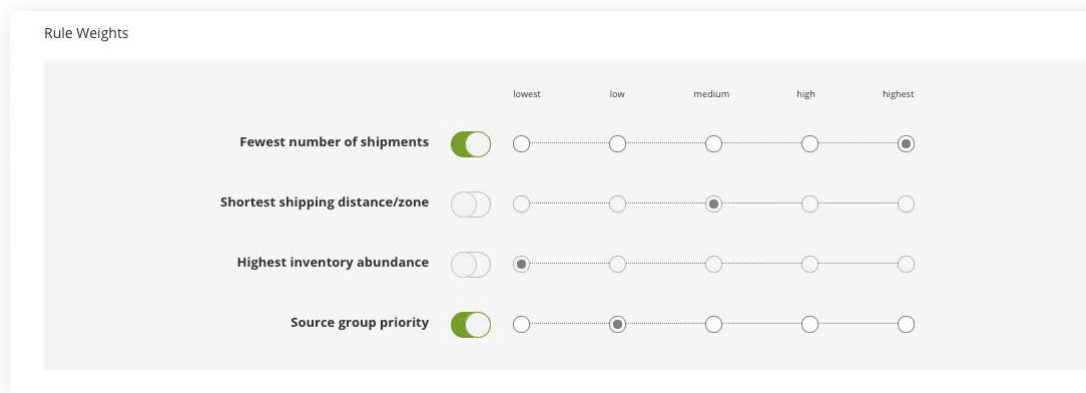 Rule Weights
lowest low medium high highest
Fewest number of shipments
Shortest shipping distance/zone
Highest inventory abundance
Source group priority